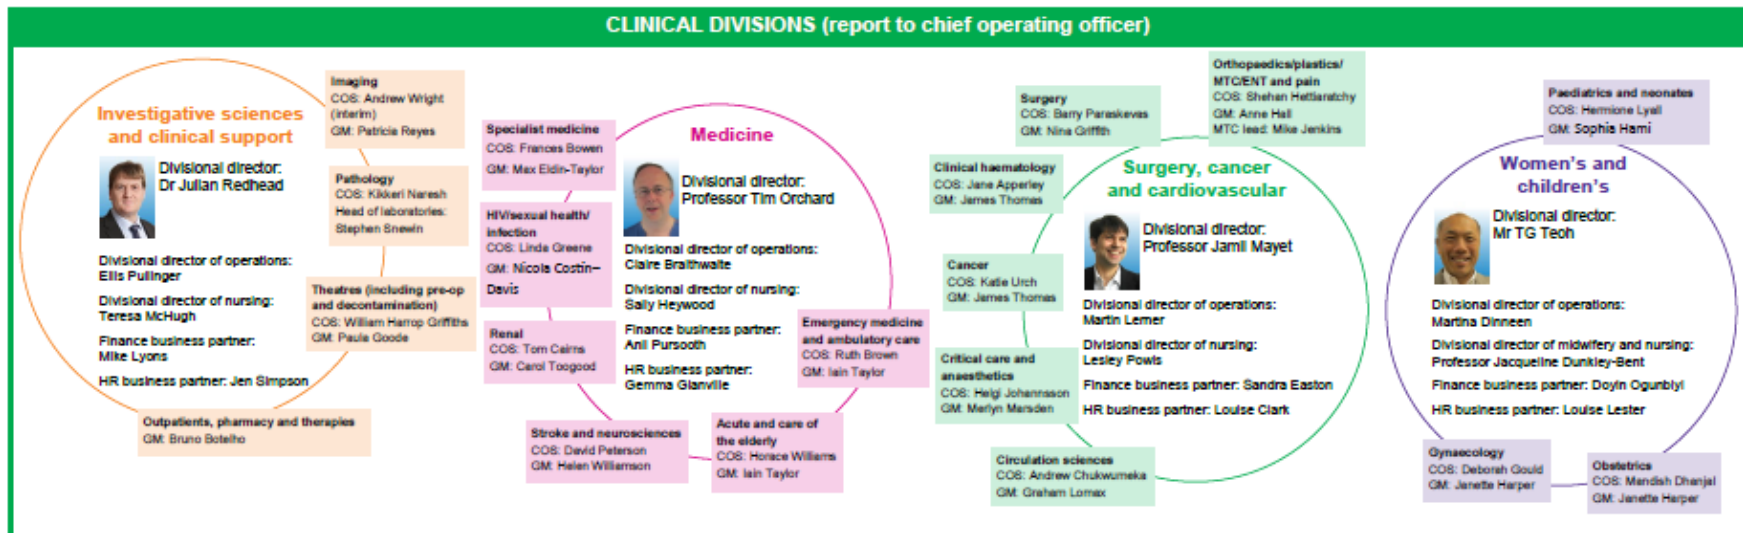 CLINICAL DIVISIONS (report to chief operating officer)
Investigative sciences
and clinical support
Divisional director:
Dr Julian Redhead
Divisional director of operations:
Ellis Pullinger
Divisional director of nursing:
Teresa McHugh
Finance business partner:
Mike Lyons
HR business partner: Jen Simpson
Imaging
COS: Andrew Wright
(interim)
GM: Patricia Reyes
Pathology
COS: Kikkeri Naresh
Head of laboratories:
Stephen Snewin
Theatres (including pre-op
and decontamination)
COS: William Harrop Griffiths
GM: Paula Goode
Outpatients, pharmacy and therapies
GM: Bruno Botelho
Medicine
Divisional director:
Professor Tim Orchard
Divisional director of operations:
Claire Braithwaite
Divisional director of nursing:
Sally Heywood
Finance business partner:
Anil Pursooth
HR business partner:
Gemma Glanville
Specialist medicine
COS: Frances Bowen
GM: Max Eldin-Taylor
HIV/sexual health/
infection
COS: Linda Greene
GM: Nicola Costin–
Davis
Renal
COS: Tom Cairns
GM: Carol Toogood
Stroke and neurosciences
COS: David Peterson
GM: Helen Williamson
Acute and care of
the elderly
COS: Horace Williams
GM: Iain Taylor
Emergency medicine
and ambulatory care
COS: Ruth Brown
GM: Iain Taylor
Surgery, cancer
and cardiovascular
Divisional director:
Professor Jamil Mayet
Divisional director of operations:
Martin Lerner
Divisional director of nursing:
Lesley Powls
Finance business partner: Sandra Easton
HR business partner: Louise Clark
Surgery
COS: Barry Paraskevas
GM: Nina Griffith
Orthopaedics/plastics/
MTC/ENT and pain
COS: Shehan Hettiaratchy
GM: Anne Hall
MTC lead: Mike Jenkins
Clinical haematology
COS: Jane Apperley
GM: James Thomas
Cancer
COS: Katie Urch
GM: James Thomas
Critical care and
anaesthetics
COS: Helgi Johannsson
GM: Merlyn Marsden
Circulation sciences
COS: Andrew Chukwumeka
GM: Graham Lomax
Women's and
children's
Divisional director:
Mr TG Teoh
Divisional director of operations:
Martina Dinneen
Divisional director of midwifery and nursing:
Professor Jacqueline Dunkley-Bent
Finance business partner: Doyin Ogunbiyi
HR business partner: Louise Lester
Paediatrics and neonates
COS: Hermione Lyall
GM: Sophia Hami
Gynaecology
COS: Deborah Gould
GM: Janette Harper
Obstetrics
COS: Mandish Dhanjal
GM: Janette Harper